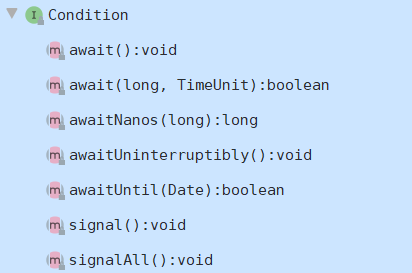 Condition
await():void
await(long, TimeUnit):boolean
awaitNanos(long):long
awaitUninterruptibly():void
awaitUntil(Date):boolean
signal():void
signalAll():void